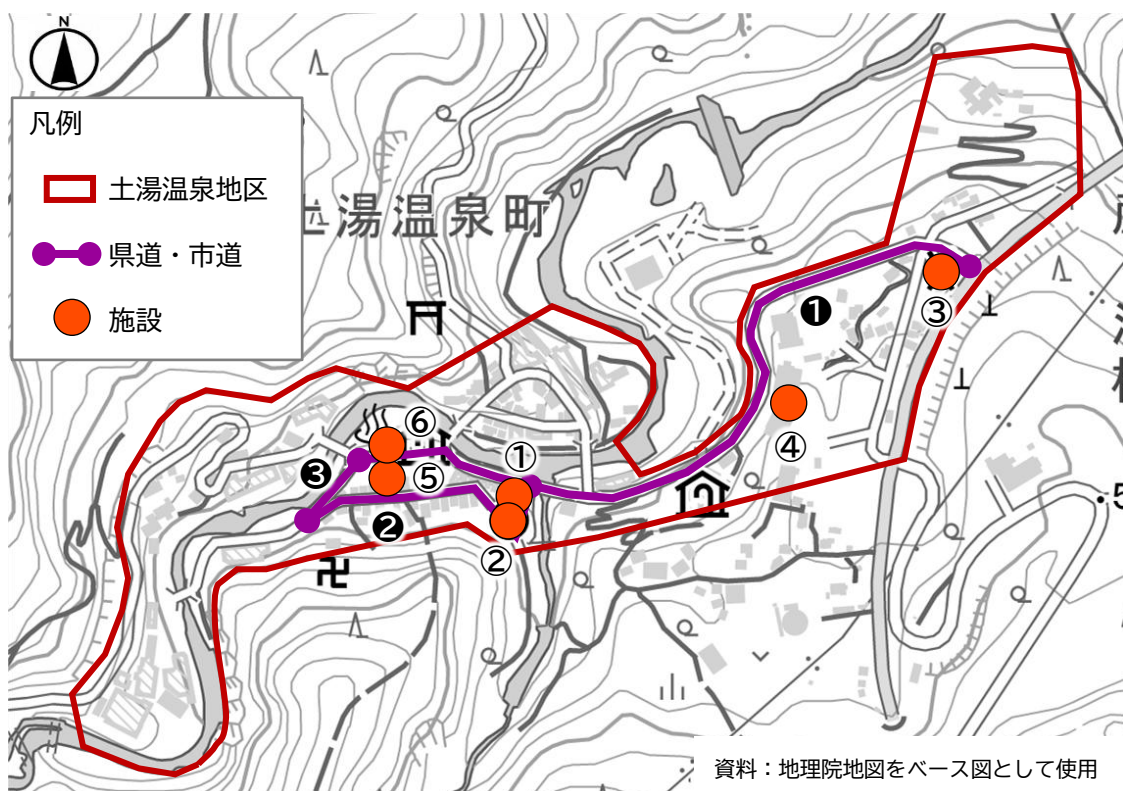 N
凡例
土湯温泉地区
県道・市道
施設
湯温泉町
❶
③
④
⑥
①
❸
⑤
❷
②
資料：地理院地図をベース図として使用